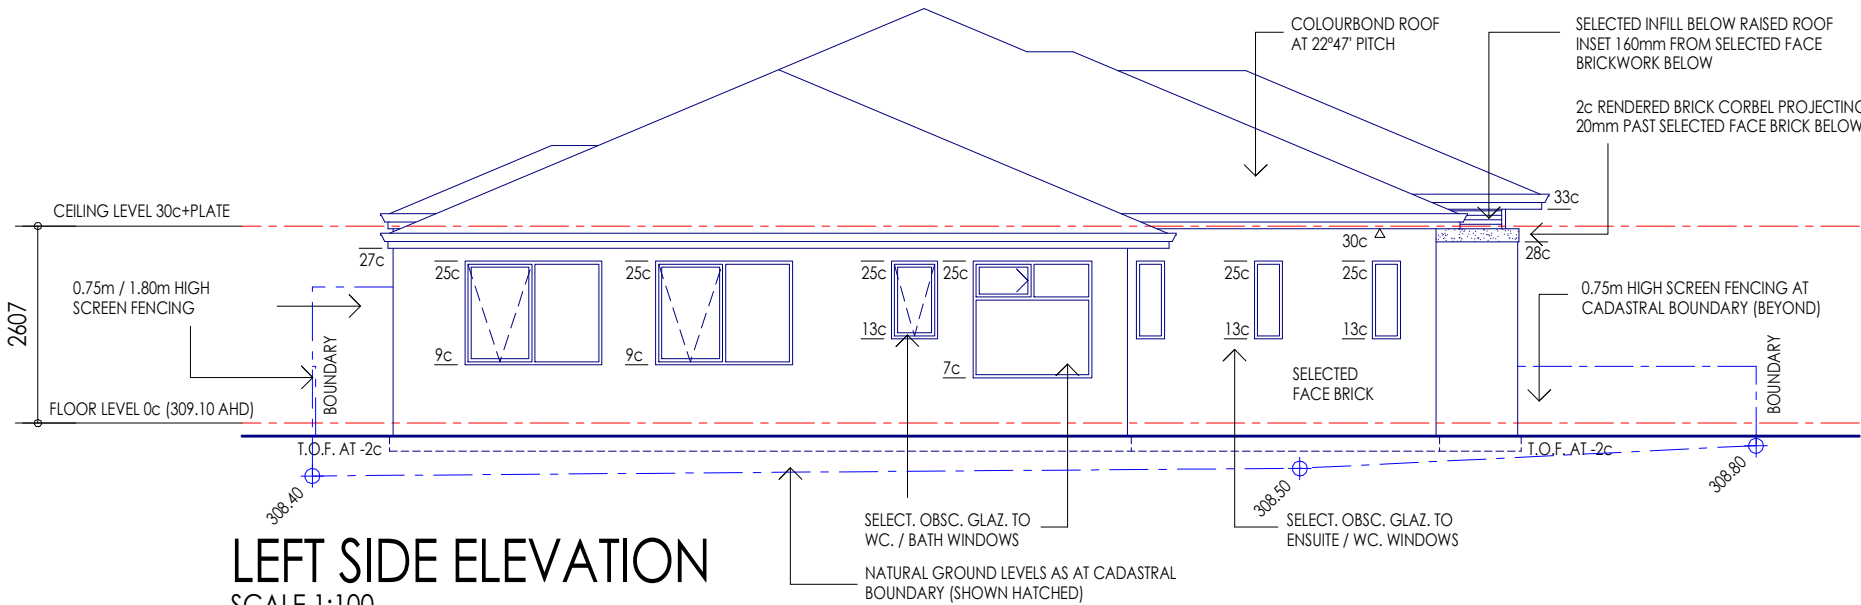 COLOURBOND ROOF
AT 22º47' PITCH
SELECTED INFILL BELOW RAISED ROOF
INSET 160mm FROM SELECTED FACE
BRICKWORK BELOW
2c RENDERED BRICK CORBEL PROJECTING
20mm PAST SELECTED FACE BRICK BELOW
CEILING LEVEL 30c+PLATE
33c
30c
28c
27c
25c
25c
25c
25c
25c
25c
0.75m / 1.80m HIGH
SCREEN FENCING
0.75m HIGH SCREEN FENCING AT
CADASTRAL BOUNDARY (BEYOND)
2607
13c
13c
13c
9c
9c
7c
BOUNDARY
BOUNDARY
SELECTED
FACE BRICK
FLOOR LEVEL 0c (309.10 AHD)
T.O.F. AT -2c
T.O.F. AT -2c
308.40
308.50
308.80
SELECT. OBSC. GLAZ. TO
WC. / BATH WINDOWS
SELECT. OBSC. GLAZ. TO
ENSUITE / WC. WINDOWS
NATURAL GROUND LEVELS AS AT CADASTRAL
BOUNDARY (SHOWN HATCHED)
LEFT SIDE ELEVATION
SCALE 1:100